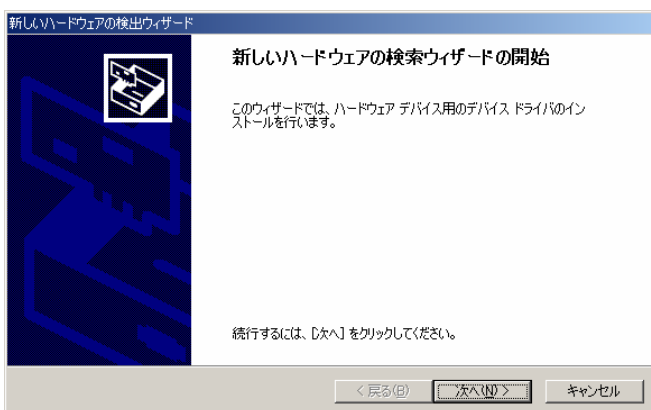 新しいハードウェアの検出ウィザード
新しいハードウェアの検索ウィザードの開始
このウィザードでは、ハードウェア デバイス用のデバイス ドライバのイン
ストールを行います。
続行するには、[次へ] をクリックしてください。
< 戻る(B)
次へ(N) >
キャンセル